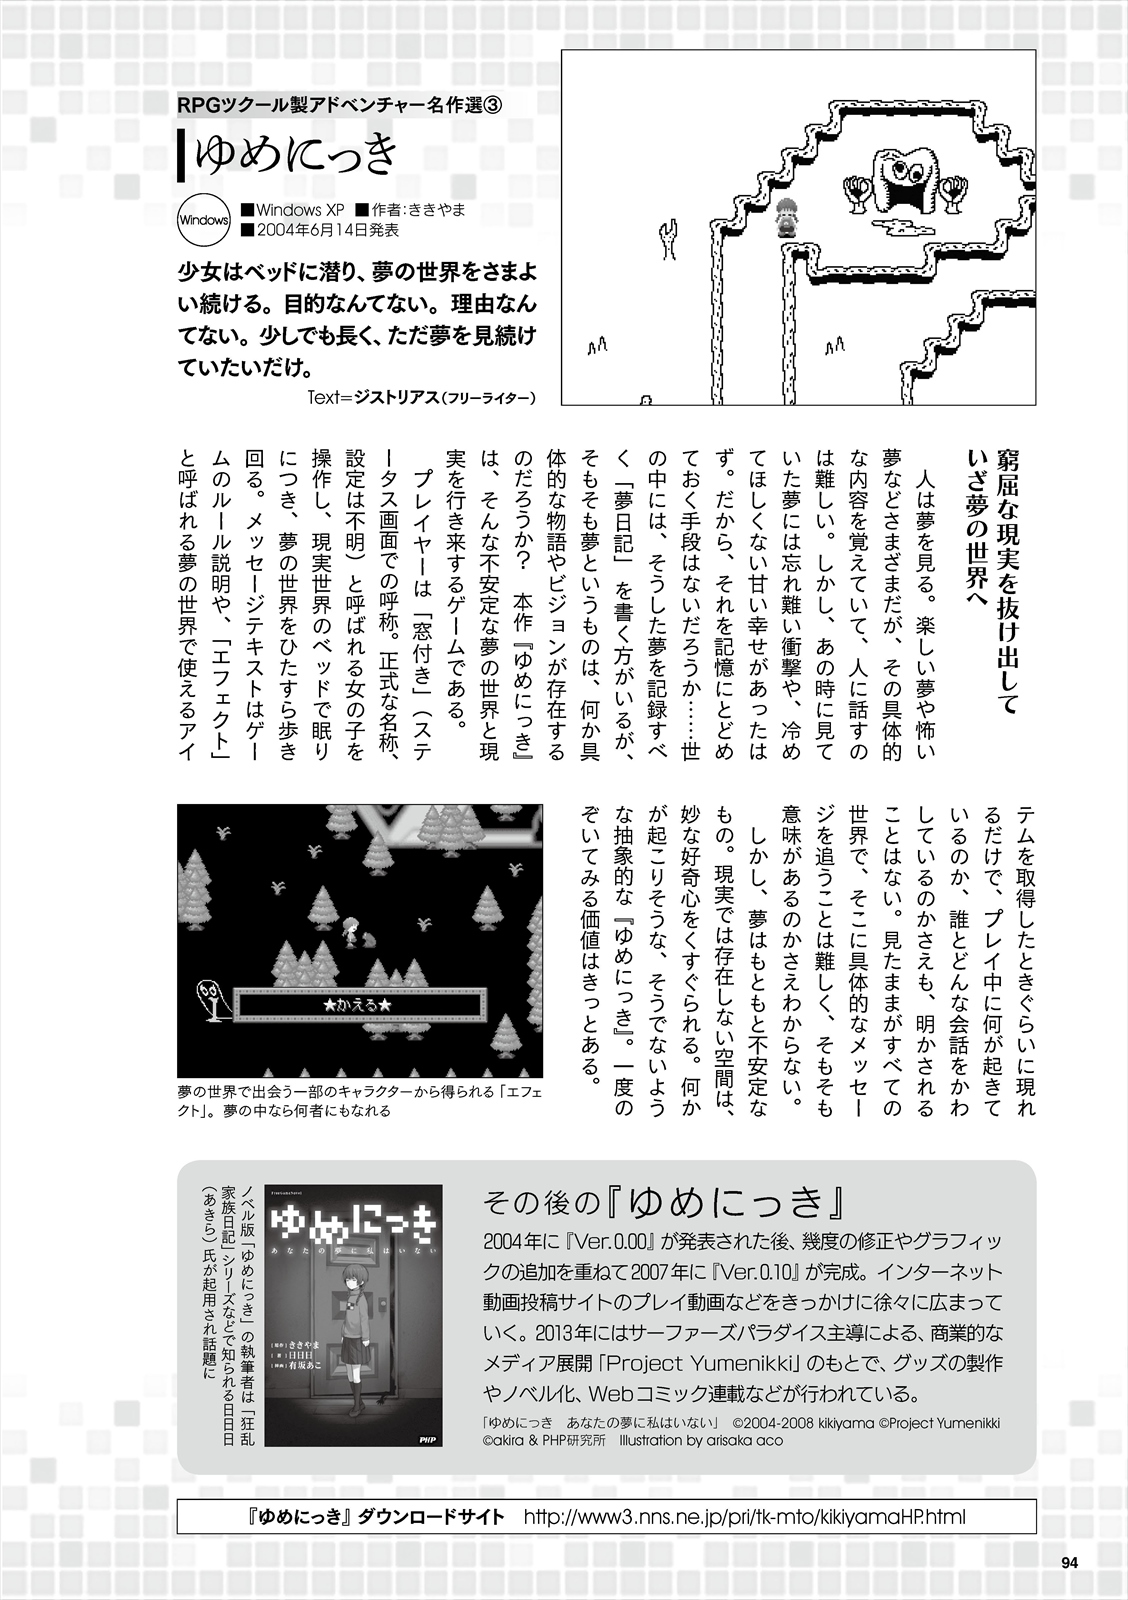 RPGツクール製アドベンチャー名作選③
ゆめにっき
Windows
■Windows XP ■作者：ききやま
■2004年6月14日発表
少女はベッドに潜り、夢の世界をさまよ
い続ける。目的なんてない。理由なん
てない。少しでも長く、ただ夢を見続け
ていたいだけ。
Text=ジストリアス（フリーライター）
窮屈な現実を抜け出して
いざ夢の世界へ
人は夢を見る。楽しい夢や怖い
夢などさまざまだが、その具体的
な内容を覚えていて、人に話すの
は難しい。しかし、あの時に見て
いた夢には忘れ難い衝撃や、冷め
てほしくない甘い幸せがあったは
ず。だから、それを記憶にとどめ
ておく手段はないだろうか……世
の中には、そうした夢を記録すべ
く「夢日記」を書く方がいるが、
そもそも夢というものは、何か具
体的な物語やビジョンが存在する
のだろうか？　本作『ゆめにっき』
は、そんな不安定な夢の世界と現
実を行き来するゲームである。
プレイヤーは「窓付き」（ステ
ータス画面での呼称。正式な名称、
設定は不明）と呼ばれる女の子を
操作し、現実世界のベッドで眠り
につき、夢の世界をひたすら歩き
回る。メッセージテキストはゲー
ムのルール説明や、「エフェクト」
と呼ばれる夢の世界で使えるアイ
テムを取得したときぐらいに現れ
るだけで、プレイ中に何が起きて
いるのか、誰とどんな会話をかわ
しているのかさえも、明かされる
ことはない。見たままがすべての
世界で、そこに具体的なメッセー
ジを追うことは難しく、そもそも
意味があるのかさえわからない。
しかし、夢はもともと不安定な
もの。現実では存在しない空間は、
妙な好奇心をくすぐられる。何か
が起こりそうな、そうでないよう
な抽象的な『ゆめにっき』。一度の
ぞいてみる価値はきっとある。
★かえる★
夢の世界で出会う一部のキャラクターから得られる「エフェ
クト」。夢の中なら何者にもなれる
その後の『ゆめにっき』
2004年に『Ver.0.00』が発表された後、幾度の修正やグラフィッ
クの追加を重ねて2007年に『Ver.0.10』が完成。インターネット
動画投稿サイトのプレイ動画などをきっかけに徐々に広まって
いく。2013年にはサーファーズパラダイス主導による、商業的な
メディア展開「Project Yumenikki」のもとで、グッズの製作
やノベル化、Webコミック連載などが行われている。
「ゆめにっき　あなたの夢に私はいない」 ©2004-2008 kikiyama ©Project Yumenikki
©akira & PHP研究所　Illustration by arisaka aco
ゆめにっき
あなたの夢に私はいない
[原作] ききやま
[著] 日日日
[挿画] 有坂あこ
PHP
ノベル版「ゆめにっき」の執筆者は「狂乱
家族日記」シリーズなどで知られる日日日
（あきら）氏が起用され話題に
『ゆめにっき』ダウンロードサイト　http://www3.nns.ne.jp/pri/tk-mto/kikiyamaHP.html
94